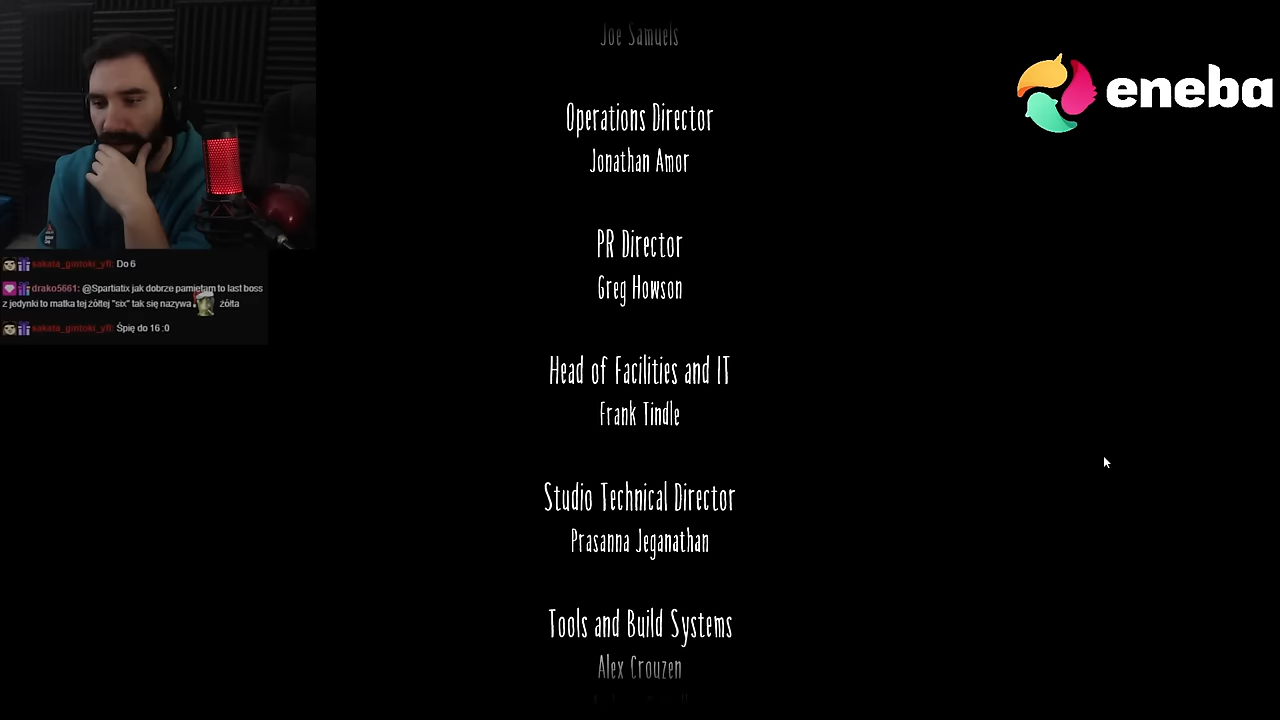 Joe Samuels
Operations Director
Jonathan Amor
PR Director
Greg Howson
Head of Facilities and IT
Frank Tindle
Studio Technical Director
Prasanna Jeganathan
Tools and Build Systems
Alex Crouzen
eneba
sakata_gintoki_yfl: Do 6
drako5661: @Spartiatix jak dobrze pamiętam to last boss
z jedynki to matka tej żółtej "six" tak się nazywa żółta
sakata_gintoki_yfl: Śpię do 16 :0